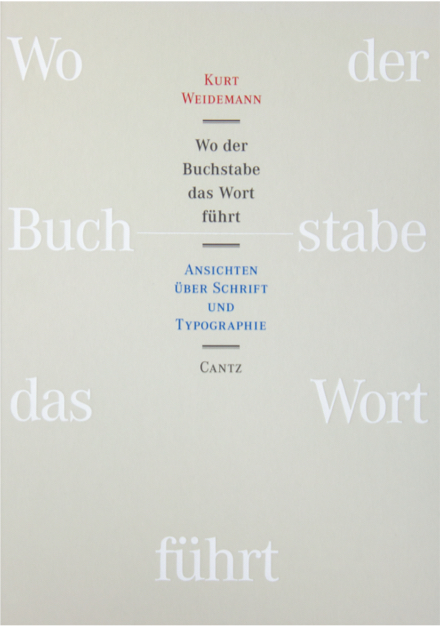 Wo der
KURT
WEIDEMANN
Wo der
Buchstabe
das Wort
führt
Buch—stabe
ANSICHTEN
ÜBER SCHRIFT
UND
TYPOGRAPHIE
CANTZ
das Wort
führt